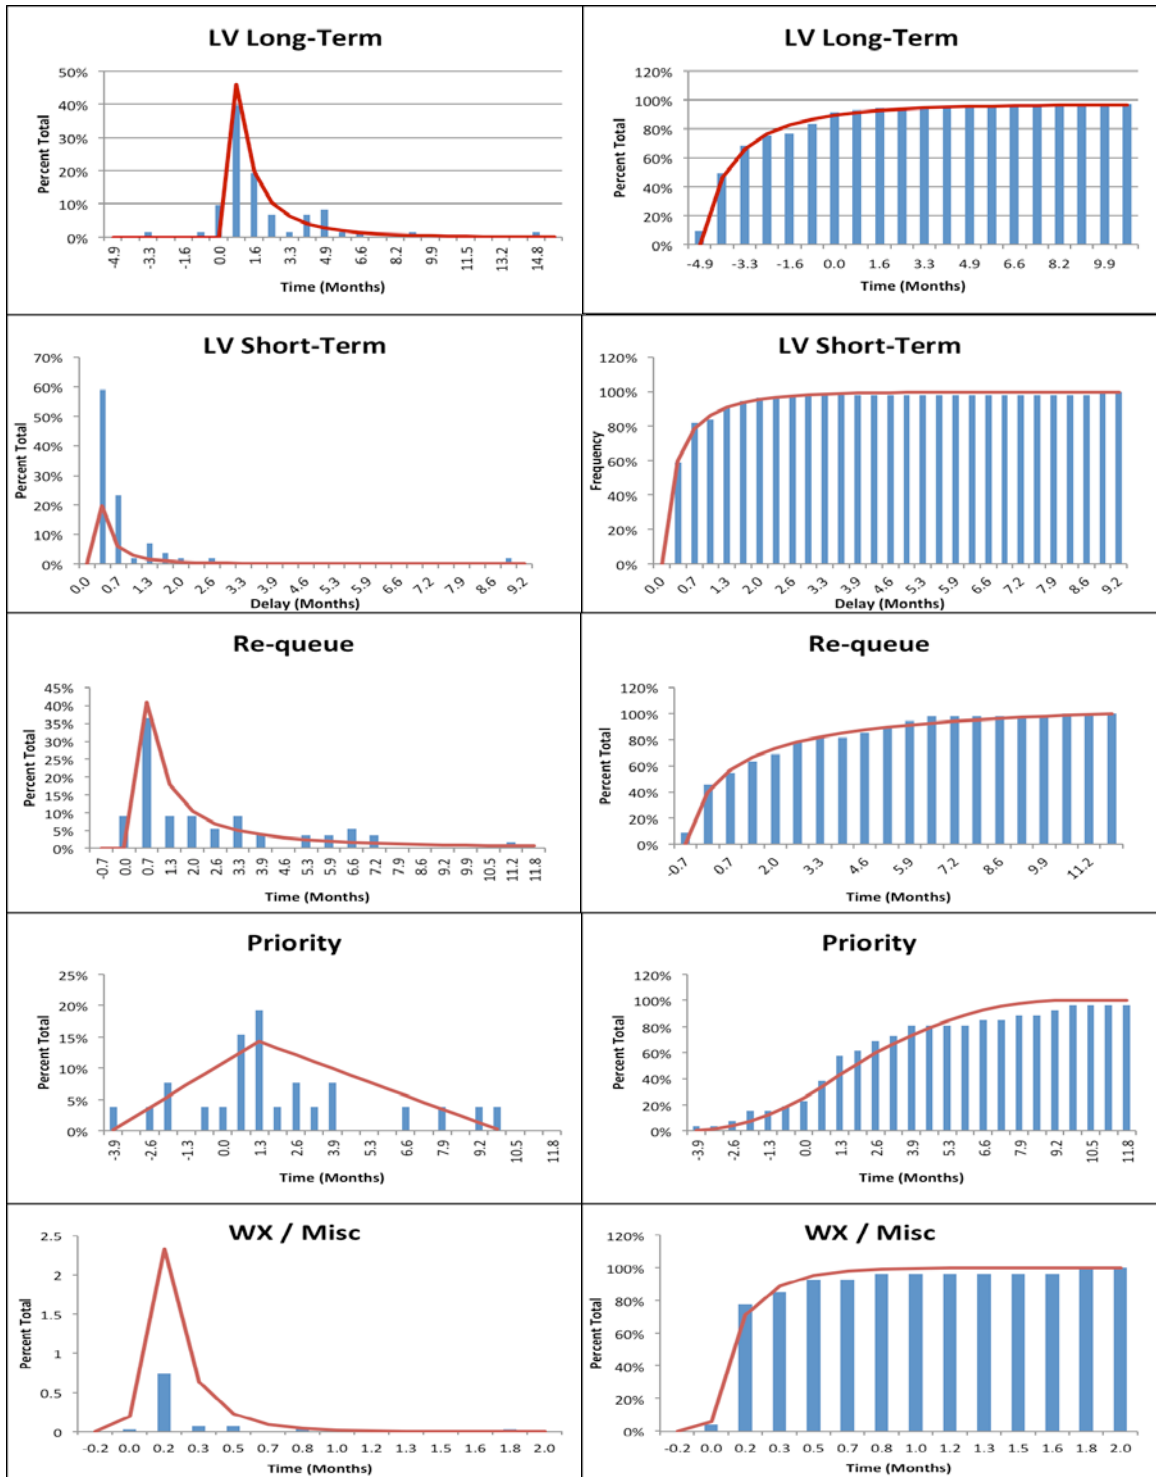 LV Long-Term
Percent Total
50%
40%
30%
20%
10%
0%
-4.9 -3.3 -1.6 0.0 1.6 3.3 4.9 6.6 8.2 9.9 11.5 13.2 14.8
Time (Months)
LV Long-Term
Percent Total
120%
100%
80%
60%
40%
20%
0%
-4.9 -3.3 -1.6 0.0 1.6 3.3 4.9 6.6 8.2 9.9
Time (Months)
LV Short-Term
Percent Total
70%
60%
50%
40%
30%
20%
10%
0%
0.0 0.7 1.3 2.0 2.6 3.3 3.9 4.6 5.3 5.9 6.6 7.2 7.9 8.6 9.2
Delay (Months)
LV Short-Term
Frequency
120%
100%
80%
60%
40%
20%
0%
0.0 0.7 1.3 2.0 2.6 3.3 3.9 4.6 5.3 5.9 6.6 7.2 7.9 8.6 9.2
Delay (Months)
Re-queue
Percent Total
45%
40%
35%
30%
25%
20%
15%
10%
5%
0%
-0.7 0.0 0.7 1.3 2.0 2.6 3.3 3.9 4.6 5.3 5.9 6.6 7.2 7.9 8.6 9.2 9.9 10.5 11.2 11.8
Time (Months)
Re-queue
Percent Total
120%
100%
80%
60%
40%
20%
0%
-0.7 0.7 2.0 3.3 4.6 5.9 7.2 8.6 9.9 11.2
Time (Months)
Priority
Percent Total
25%
20%
15%
10%
5%
0%
-3.9 -2.6 -1.3 0.0 1.3 2.6 3.9 5.3 6.6 7.9 9.2 10.5 11.8
Time (Months)
Priority
Percent Total
120%
100%
80%
60%
40%
20%
0%
-3.9 -2.6 -1.3 0.0 1.3 2.6 3.9 5.3 6.6 7.9 9.2 10.5 11.8
Time (Months)
WX / Misc
Percent Total
2.5
2
1.5
1
0.5
0
-0.2 0.0 0.2 0.3 0.5 0.7 0.8 1.0 1.2 1.3 1.5 1.6 1.8 2.0
Time (Months)
WX / Misc
Percent Total
120%
100%
80%
60%
40%
20%
0%
-0.2 0.0 0.2 0.3 0.5 0.7 0.8 1.0 1.2 1.3 1.5 1.6 1.8 2.0
Time (Months)